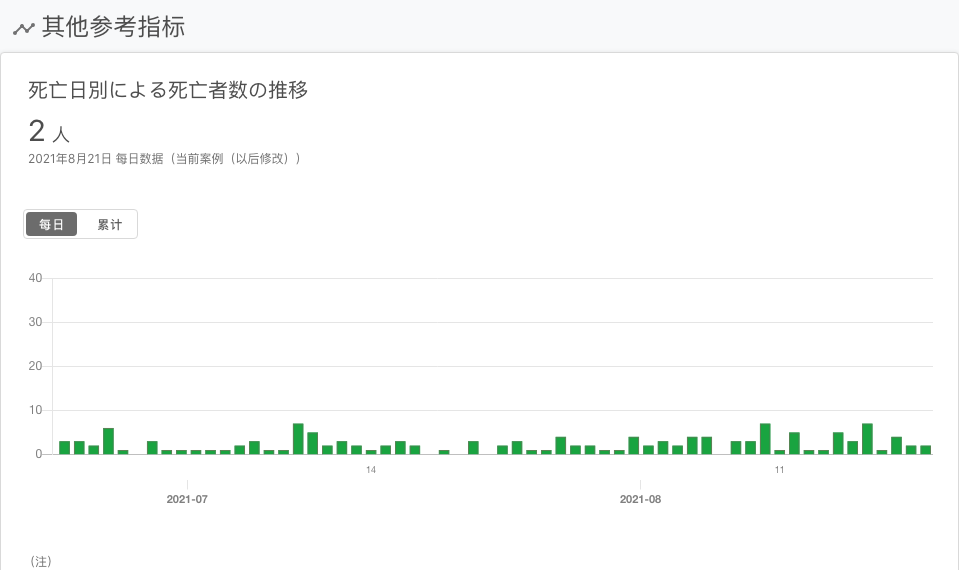 其他参考指标
死亡日別による死亡者数の推移
2 人
2021年8月21日 每日数据（当前案例（以后修改））
每日 累计
40
30
20
10
0
14 11
2021-07 2021-08
（注）